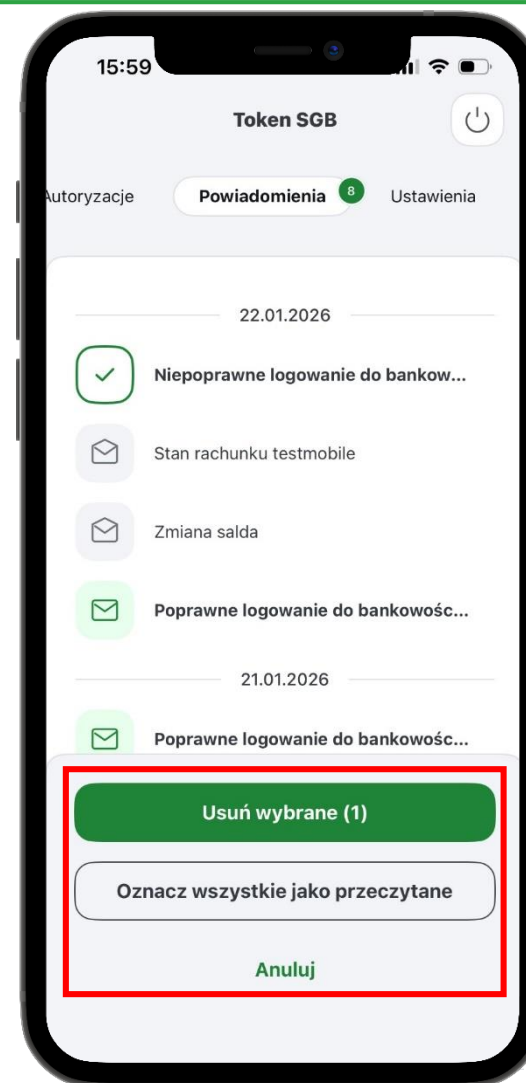 15:59
Token SGB
Autoryzacje Powiadomienia 8 Ustawienia
22.01.2026
Niepoprawne logowanie do bankow...
Stan rachunku testmobile
Zmiana salda
Poprawne logowanie do bankowośc...
21.01.2026
Poprawne logowanie do bankowośc...
Usuń wybrane (1)
Oznacz wszystkie jako przeczytane
Anuluj